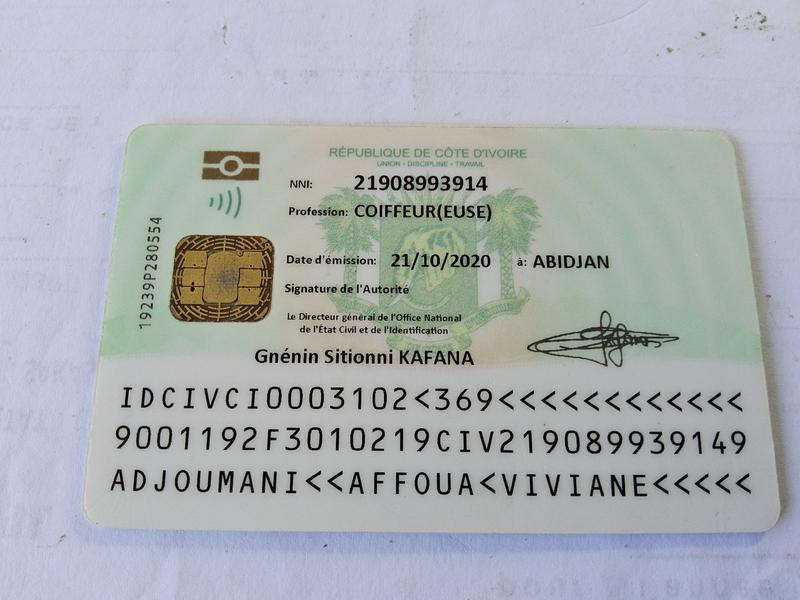 RÉPUBLIQUE DE CÔTE D'IVOIRE
UNION - DISCIPLINE - TRAVAIL
NNI: 21908993914
Profession: COIFFEUR(EUSE)
Date d'émission: 21/10/2020 à: ABIDJAN
Signature de l'Autorité
Le Directeur général de l'Office National
de l'État Civil et de l'Identification
Gnénin Sitionni KAFANA
19239P280554
IDCIVCI0003102<369<<<<<<<<<<<<
9001192F3010219CIV219089939149
ADJOUMANI<<AFFOUA<VIVIANE<<<<<